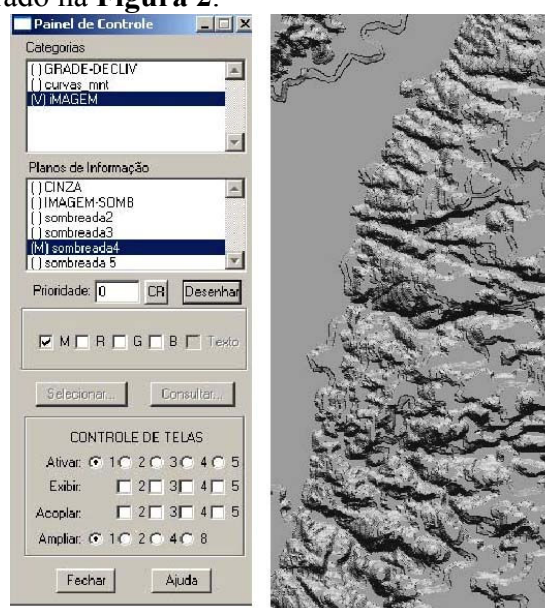 rado na Figura 2.
Painel de Controle
Categorias
( ) GRADE-DECLIV
( ) curvas_mnt
(V) iMAGEM
Planos de Informação
( ) CINZA
( ) IMAGEM-SOMB
( ) sombreada2
( ) sombreada3
(M) sombreada4
( ) sombreada 5
Prioridade: 0 CR Desenhar
M R G B Texto
Selecionar... Consultar...
CONTROLE DE TELAS
Ativar: 1 2 3 4 5
Exibir: 2 3 4 5
Acoplar: 2 3 4 5
Ampliar: 1 2 4 8
Fechar Ajuda